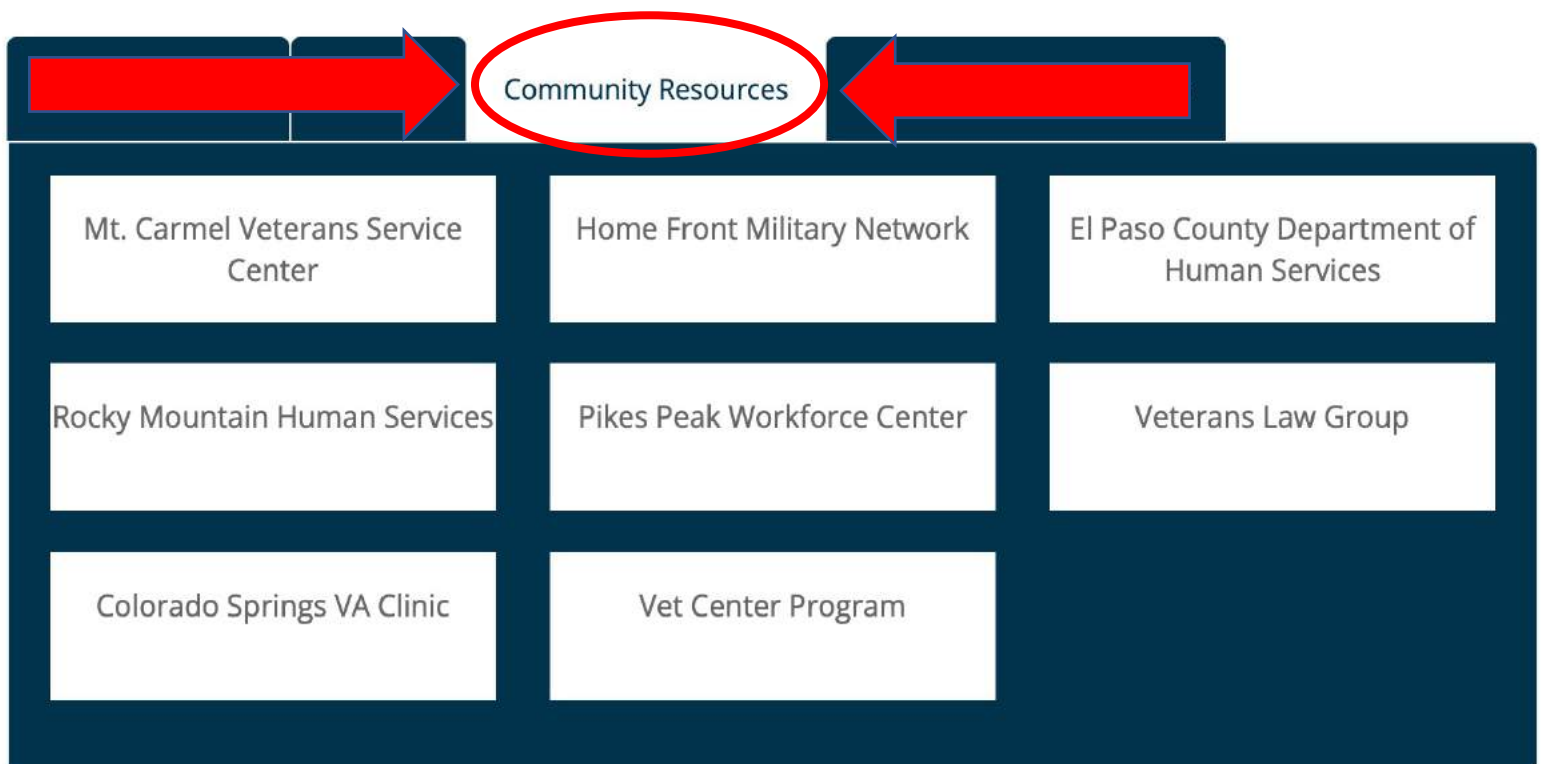 Community Resources
Mt. Carmel Veterans Service
Center
Home Front Military Network
El Paso County Department of
Human Services
Rocky Mountain Human Services
Pikes Peak Workforce Center
Veterans Law Group
Colorado Springs VA Clinic
Vet Center Program